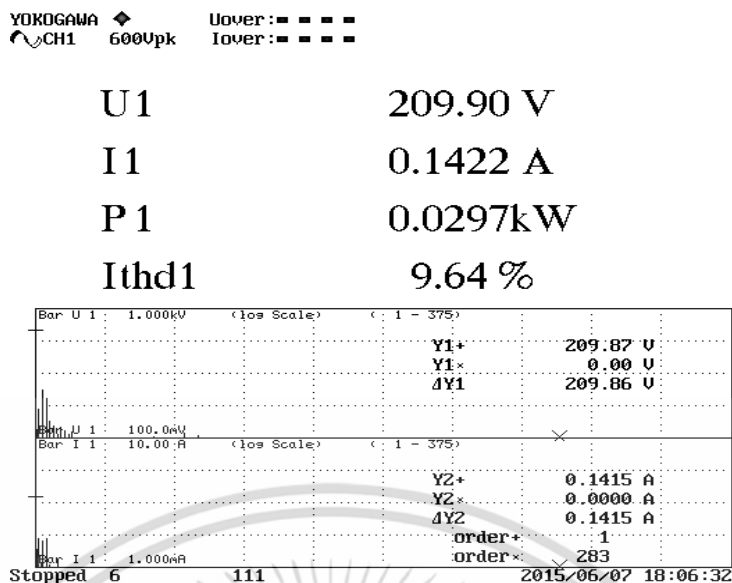 YOKOGAWA ◆ Uover:= = = =
CH1 600Vpk Iover:= = = =
U1 209.90 V
I1 0.1422 A
P1 0.0297kW
Ithd1 9.64 %
Bar U 1 1.000kV (log Scale) ( 1 - 375)
Y1+ 209.87 V
Y1× 0.00 V
ΔY1 209.86 V
Bar U 1 100.0mV
Bar I 1 10.00 A (log Scale) ( 1 - 375)
Y2+ 0.1415 A
Y2× 0.0000 A
ΔY2 0.1415 A
order+ 1
order× 283
Bar I 1 1.000mA
Stopped 6 111 2015/06/07 18:06:32